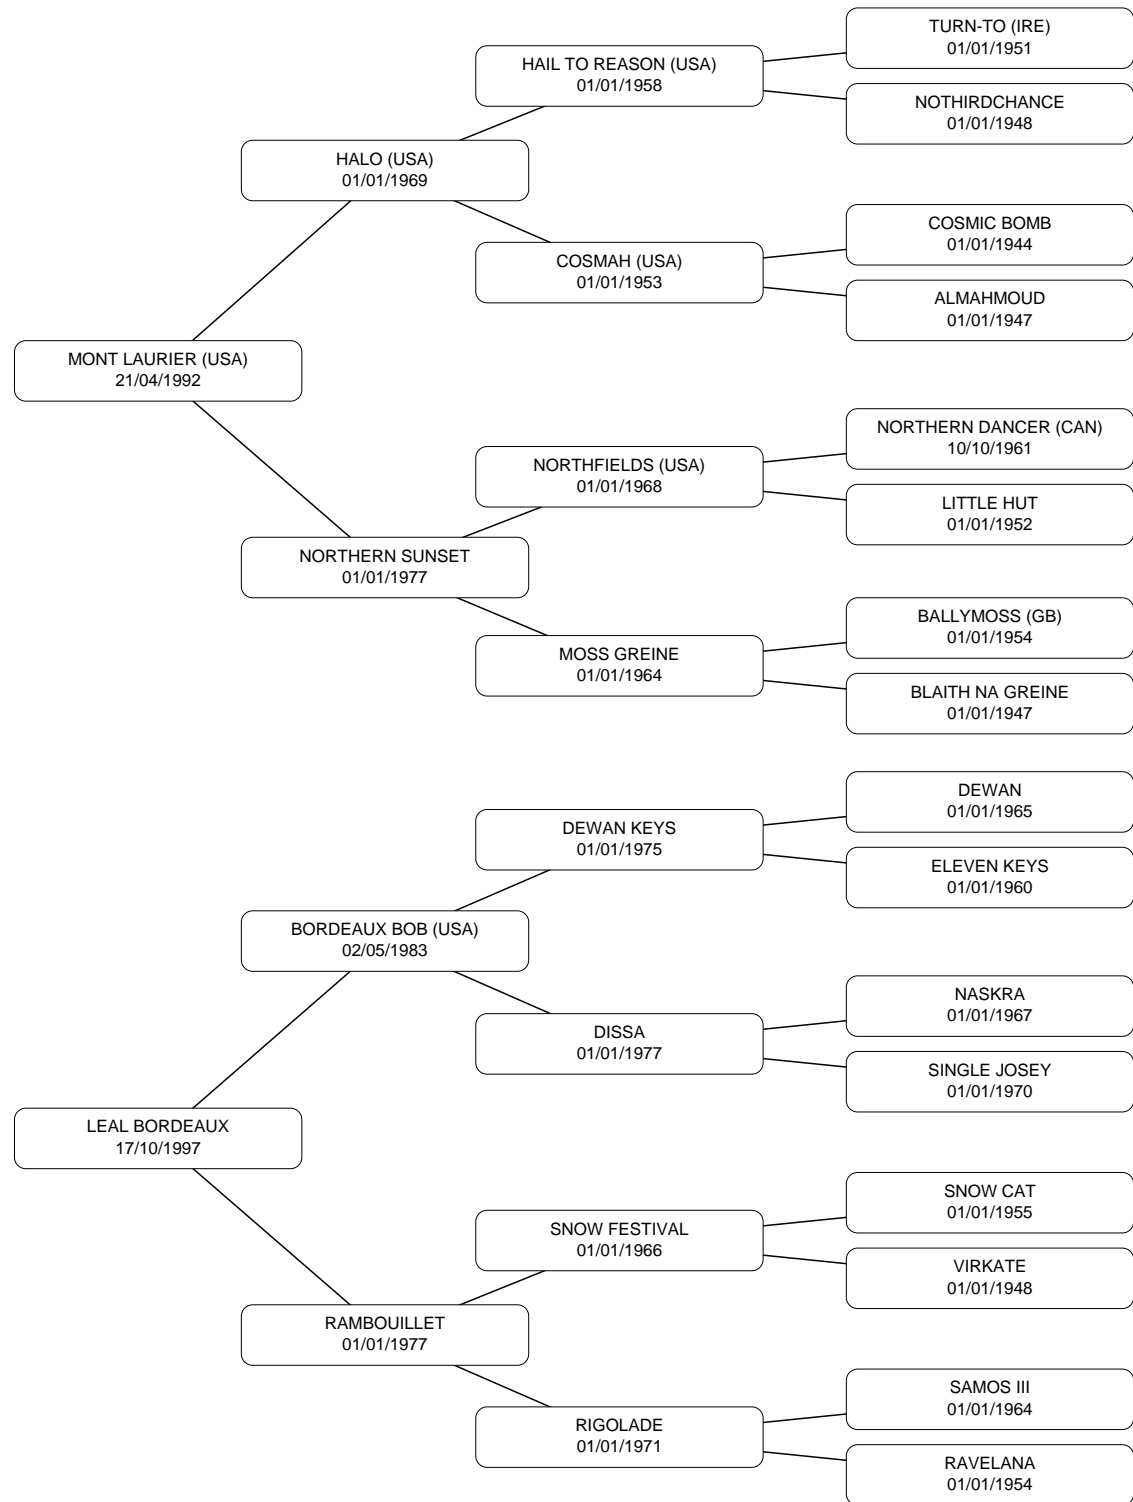 TURN-TO (IRE)
01/01/1951
HAIL TO REASON (USA)
01/01/1958
NOTHIRDCHANCE
01/01/1948
HALO (USA)
01/01/1969
COSMIC BOMB
01/01/1944
COSMAH (USA)
01/01/1953
ALMAHMOUD
01/01/1947
MONT LAURIER (USA)
21/04/1992
NORTHERN DANCER (CAN)
10/10/1961
NORTHFIELDS (USA)
01/01/1968
LITTLE HUT
01/01/1952
NORTHERN SUNSET
01/01/1977
BALLYMOSS (GB)
01/01/1954
MOSS GREINE
01/01/1964
BLAITH NA GREINE
01/01/1947
DEWAN
01/01/1965
DEWAN KEYS
01/01/1975
ELEVEN KEYS
01/01/1960
BORDEAUX BOB (USA)
02/05/1983
NASKRA
01/01/1967
DISSA
01/01/1977
SINGLE JOSEY
01/01/1970
LEAL BORDEAUX
17/10/1997
SNOW CAT
01/01/1955
SNOW FESTIVAL
01/01/1966
VIRKATE
01/01/1948
RAMBOUILLET
01/01/1977
SAMOS III
01/01/1964
RIGOLADE
01/01/1971
RAVELANA
01/01/1954